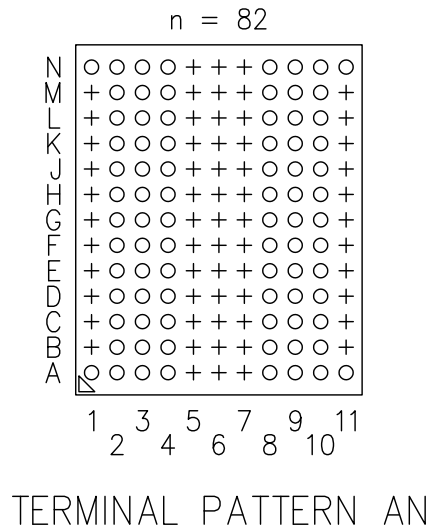 n = 82
N
M
L
K
J
H
G
F
E
D
C
B
A
1 3 5 7 9 11
2 4 6 8 10
TERMINAL PATTERN AN